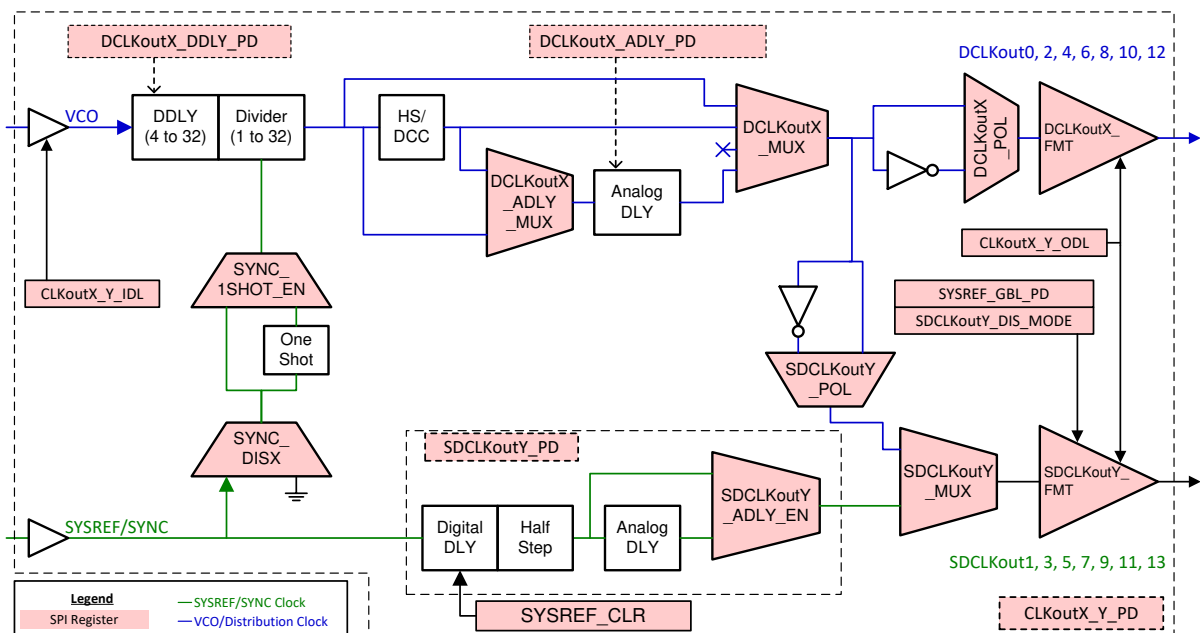 DCLKoutX_DDLY_PD
DCLKoutX_ADLY_PD
DCLKout0, 2, 4, 6, 8, 10, 12
VCO
DDLY
(4 to 32)
Divider
(1 to 32)
HS/
DCC
DCLKoutX
_MUX
DCLKoutX
_POL
DCLKoutX_
FMT
DCLKoutX
_ADLY
_MUX
Analog
DLY
CLKoutX_Y_ODL
CLKoutX_Y_IDL
SYNC_
1SHOT_EN
SYSREF_GBL_PD
SDCLKoutY_DIS_MODE
One
Shot
SDCLKoutY
_POL
SYNC_
DISX
SDCLKoutY_PD
SDCLKoutY
_ADLY_EN
SDCLKoutY
_MUX
SDCLKoutY_
FMT
SYSREF/SYNC
Digital
DLY
Half
Step
Analog
DLY
SDCLKout1, 3, 5, 7, 9, 11, 13
Legend
SPI Register
SYSREF/SYNC Clock
VCO/Distribution Clock
SYSREF_CLR
CLKoutX_Y_PD